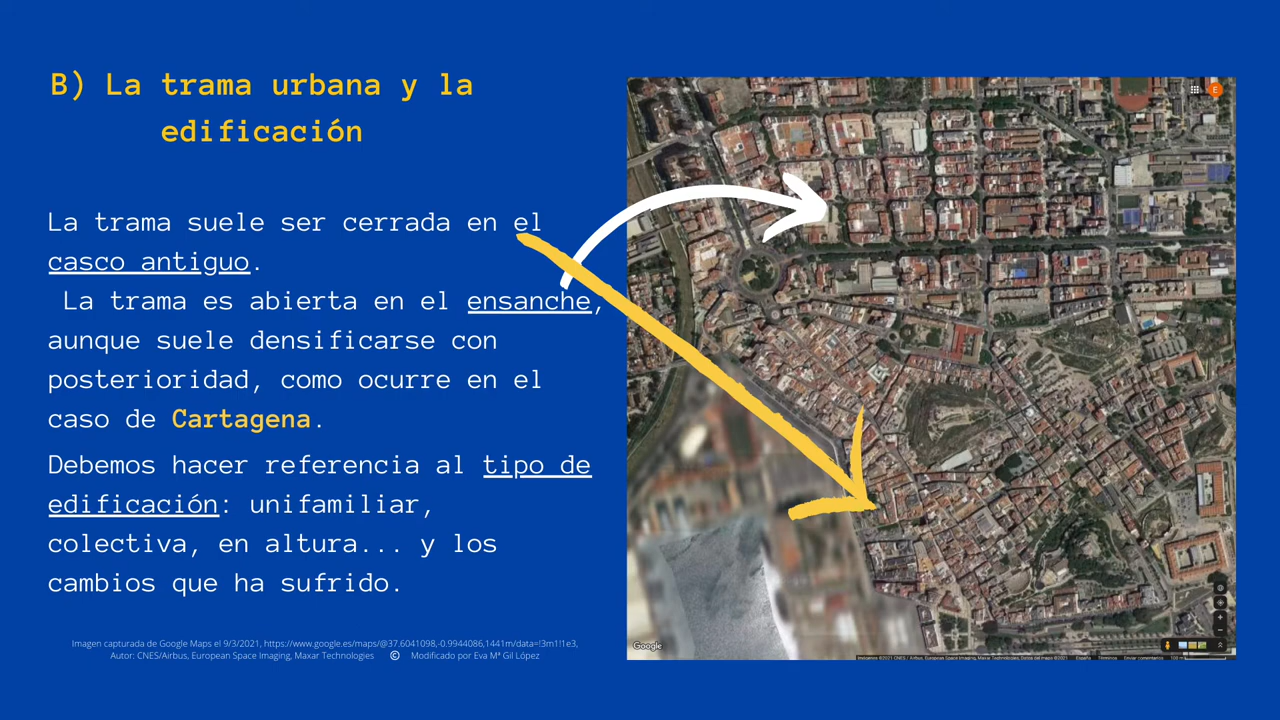 B) La trama urbana y la
edificación
La trama suele ser cerrada en el
casco antiguo.
La trama es abierta en el ensanche,
aunque suele densificarse con
posterioridad, como ocurre en el
caso de Cartagena.
Debemos hacer referencia al tipo de
edificación: unifamiliar,
colectiva, en altura... y los
cambios que ha sufrido.
Imagen capturada de Google Maps el 9/3/2021, https://www.google.es/maps/@37.6041098,-0.9944086,1441m/data=!3m1!1e3,
Autor: CNES/Airbus, European Space Imaging, Maxar Technologies © Modificado por Eva Mª Gil López
E
Google